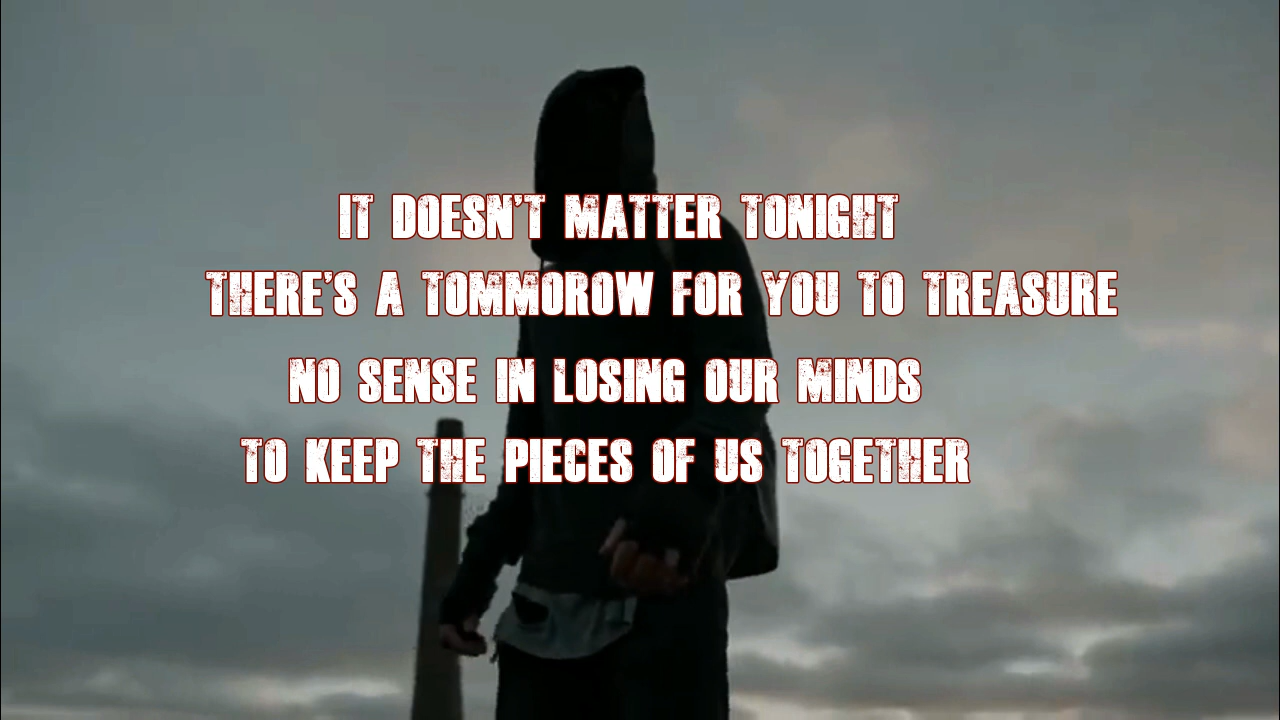 IT DOESN'T MATTER TONIGHT
THERE'S A TOMMOROW FOR YOU TO TREASURE
NO SENSE IN LOSING OUR MINDS
TO KEEP THE PIECES OF US TOGETHER